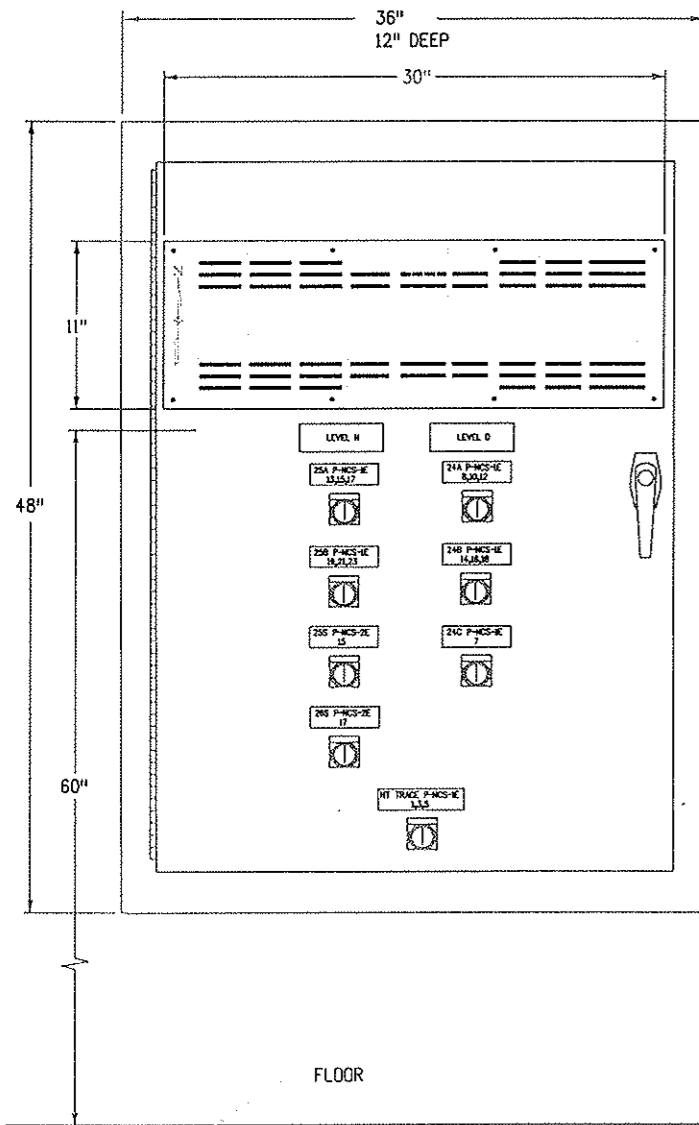 36"
12" DEEP
30"
11"
48"
60"
LEVEL N
LEVEL D
25A P-NCS-1E
13,15,17
24A P-NCS-1E
8,10,12
25B P-NCS-1E
19,21,23
24B P-NCS-1E
14,16,18
25S P-NCS-2E
15
24C P-NCS-1E
7
26S P-NCS-2E
17
HT TRACE P-NCS-1E
1,3,5
FLOOR